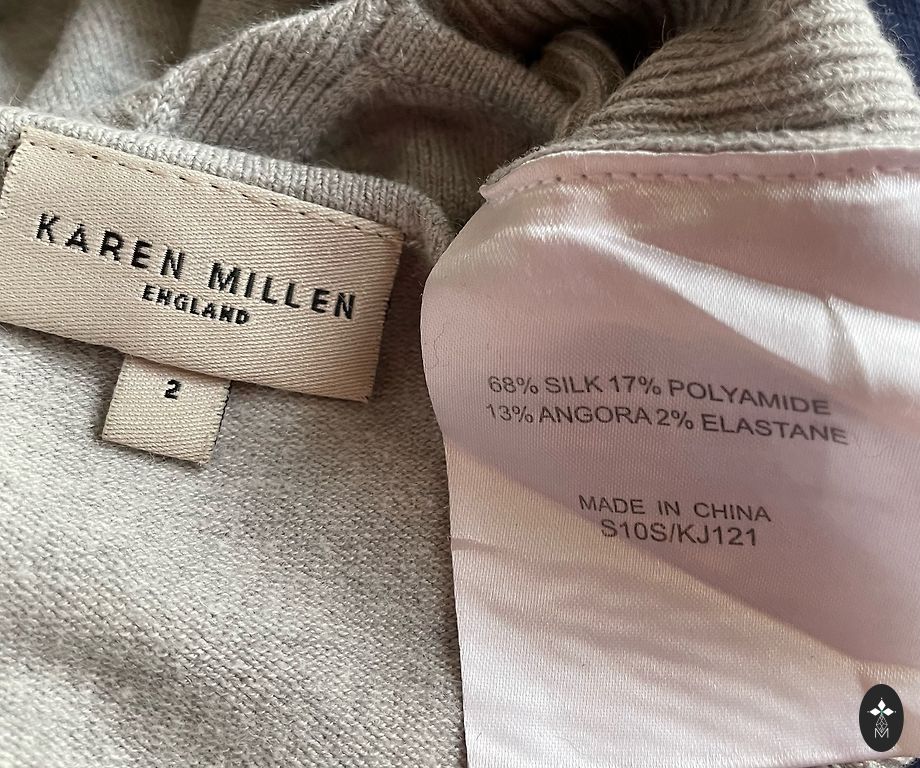 KAREN MILLEN
ENGLAND
2
68% SILK 17% POLYAMIDE
13% ANGORA 2% ELASTANE
MADE IN CHINA
S10S/KJ121
M